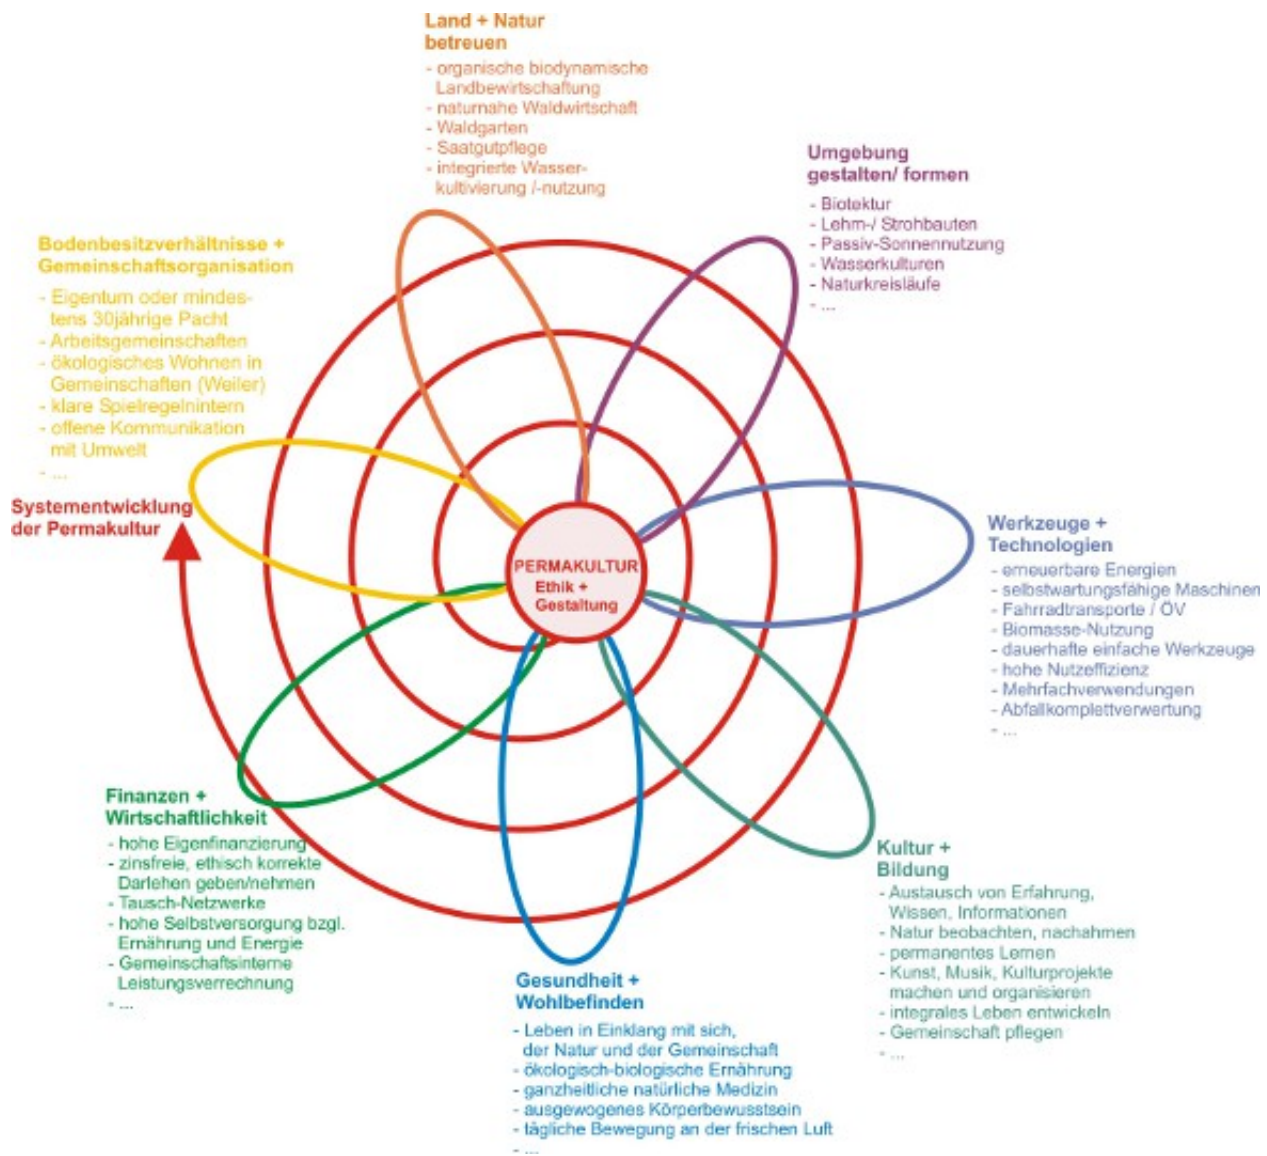 Land + Natur
betreuen
- organische biodynamische
Landbewirtschaftung
- naturnahe Waldwirtschaft
- Waldgarten
- Saatgutpflege
- integrierte Wasser-
kultivierung /-nutzung
Umgebung
gestalten/ formen
- Biotektur
- Lehm-/ Strohbauten
- Passiv-Sonnennutzung
- Wasserkulturen
- Naturkreisläufe
- ...
Bodenbesitzverhältnisse +
Gemeinschaftsorganisation
- Eigentum oder mindes-
tens 30jährige Pacht
- Arbeitsgemeinschaften
- ökologisches Wohnen in
Gemeinschaften (Weiler)
- klare Spielregelnintern
- offene Kommunikation
mit Umwelt
- ...
Systementwicklung
der Permakultur
PERMAKULTUR
Ethik +
Gestaltung
Werkzeuge +
Technologien
- erneuerbare Energien
- selbstwartungsfähige Maschinen
- Fahrradtransporte / ÖV
- Biomasse-Nutzung
- dauerhafte einfache Werkzeuge
- hohe Nutzeffizienz
- Mehrfachverwendungen
- Abfallkomplettverwertung
- ...
Finanzen +
Wirtschaftlichkeit
- hohe Eigenfinanzierung
- zinsfreie, ethisch korrekte
Darlehen geben/nehmen
- Tausch-Netzwerke
- hohe Selbstversorgung bzgl.
Ernährung und Energie
- Gemeinschaftsinterne
Leistungsverrechnung
- ...
Kultur +
Bildung
- Austausch von Erfahrung,
Wissen, Informationen
- Natur beobachten, nachahmen
- permanentes Lernen
- Kunst, Musik, Kulturprojekte
machen und organisieren
- integrales Leben entwickeln
- Gemeinschaft pflegen
- ...
Gesundheit +
Wohlbefinden
- Leben in Einklang mit sich,
der Natur und der Gemeinschaft
- ökologisch-biologische Ernährung
- ganzheitliche natürliche Medizin
- ausgewogenes Körperbewusstsein
- tägliche Bewegung an der frischen Luft
- ...